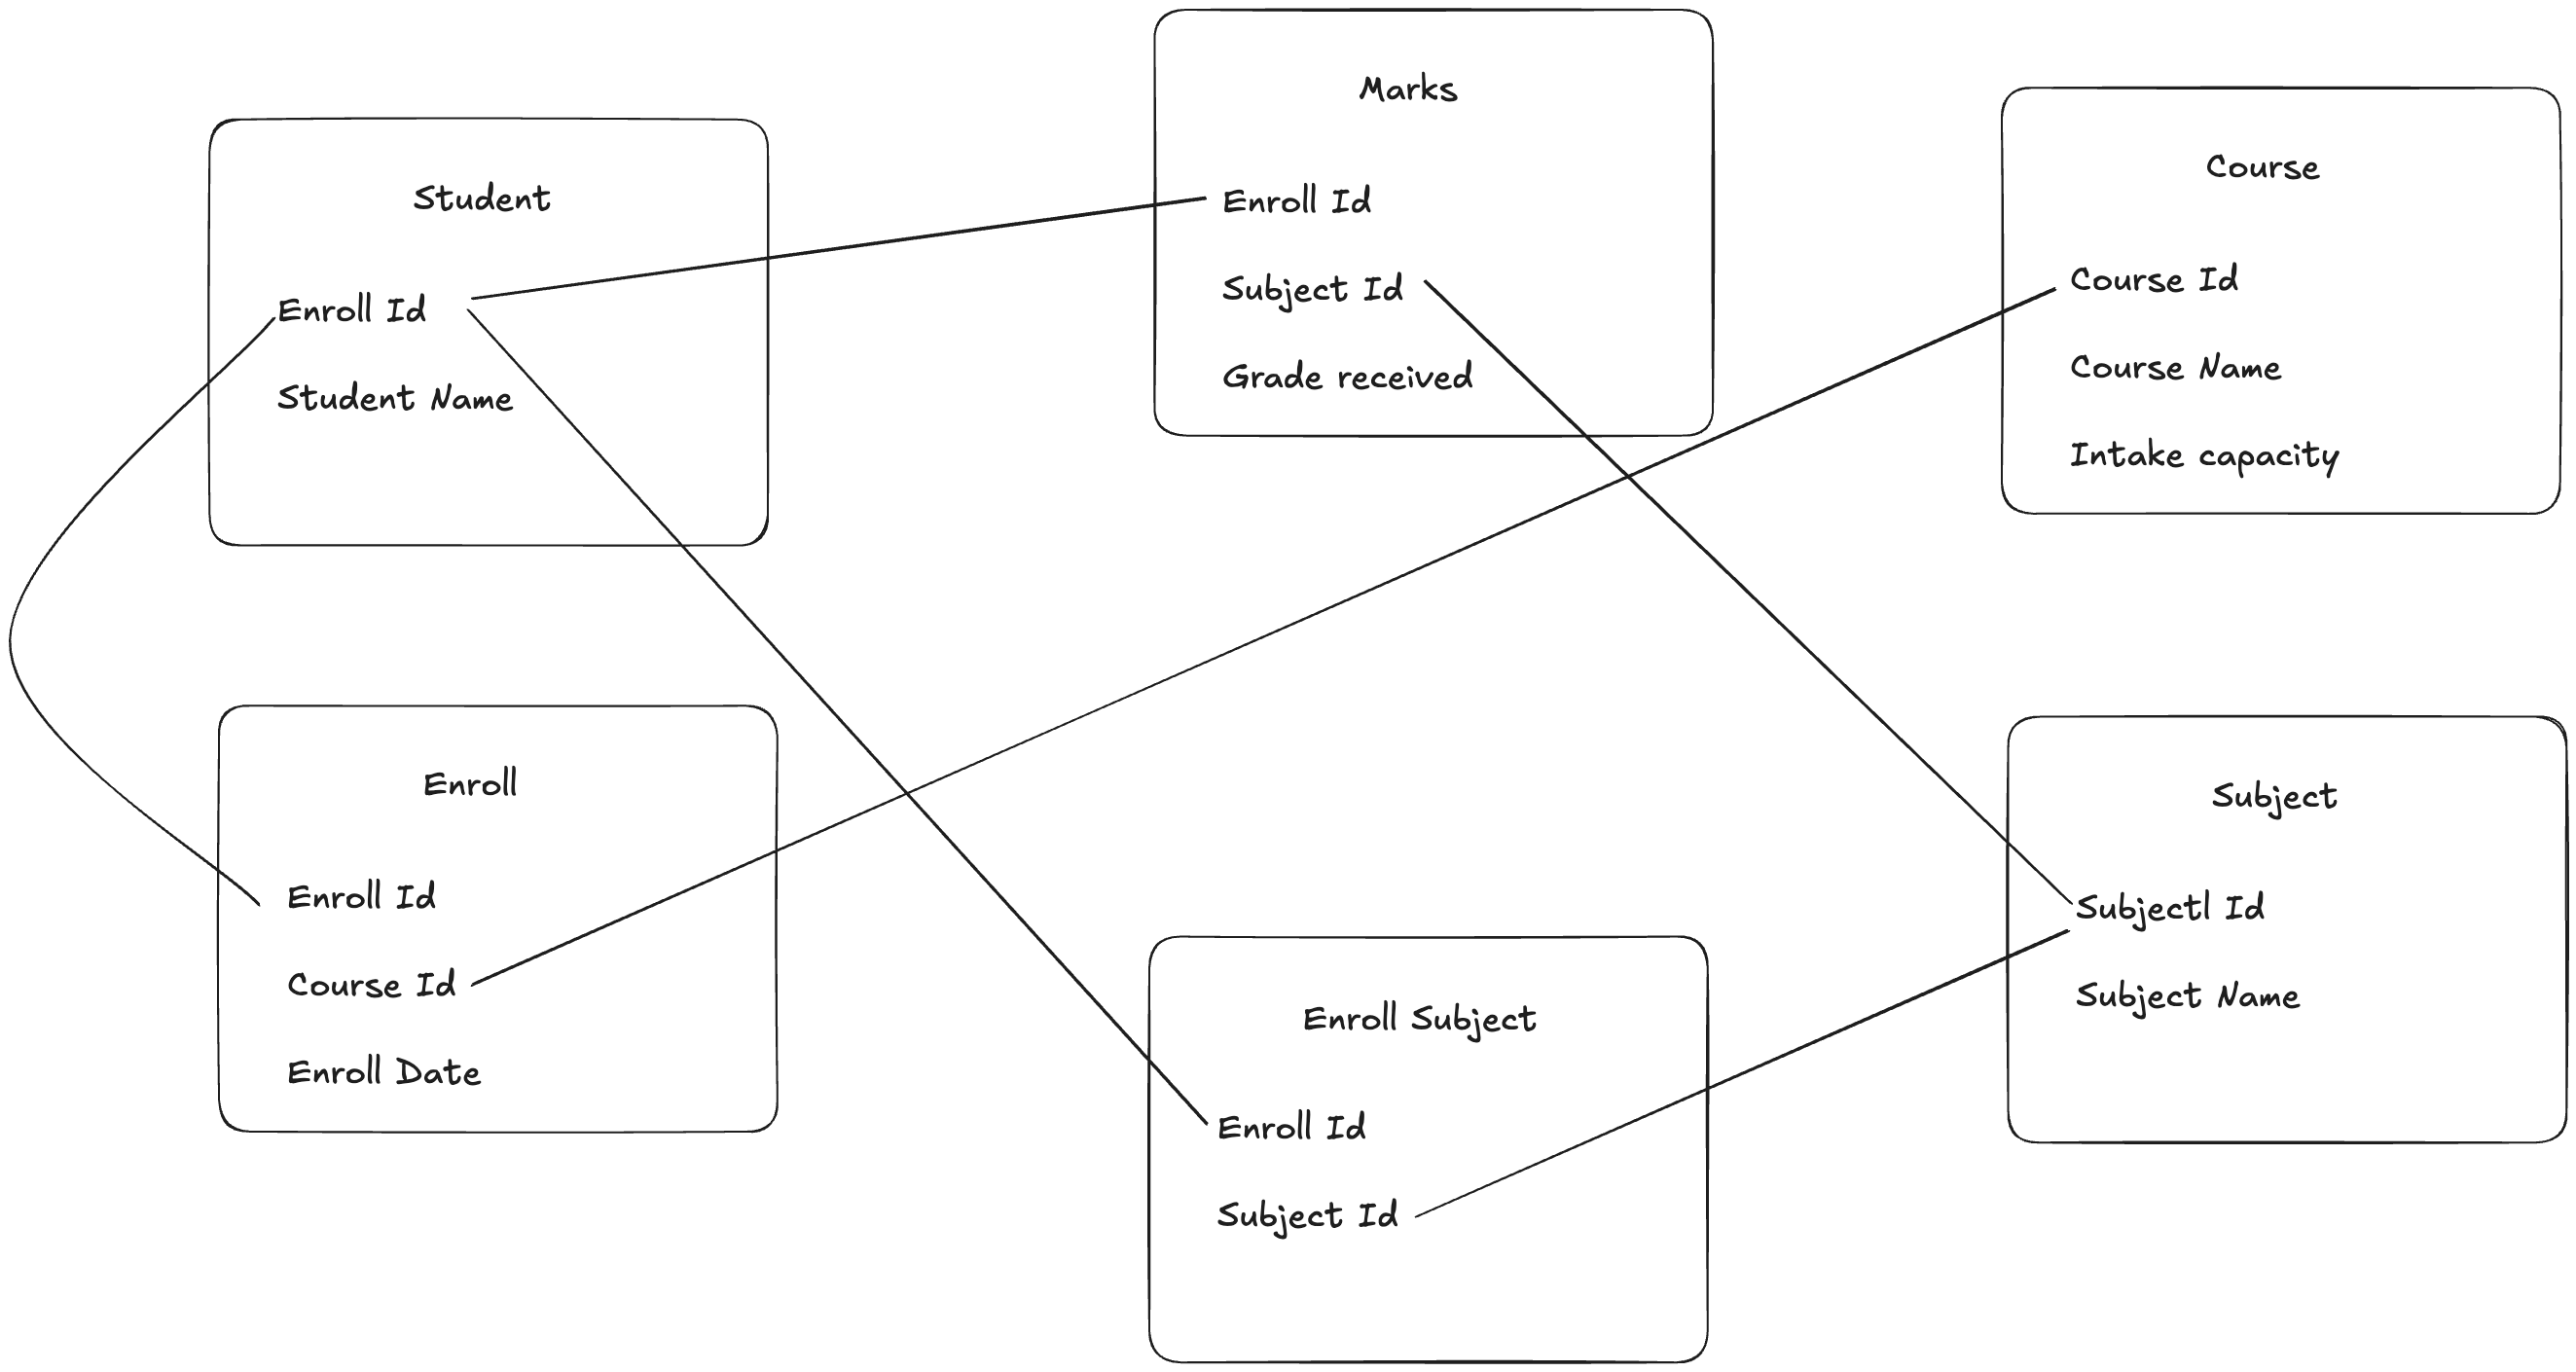 Student
Enroll Id
Student Name
Marks
Enroll Id
Subject Id
Grade received
Course
Course Id
Course Name
Intake capacity
Enroll
Enroll Id
Course Id
Enroll Date
Enroll Subject
Enroll Id
Subject Id
Subject
Subjectl Id
Subject Name